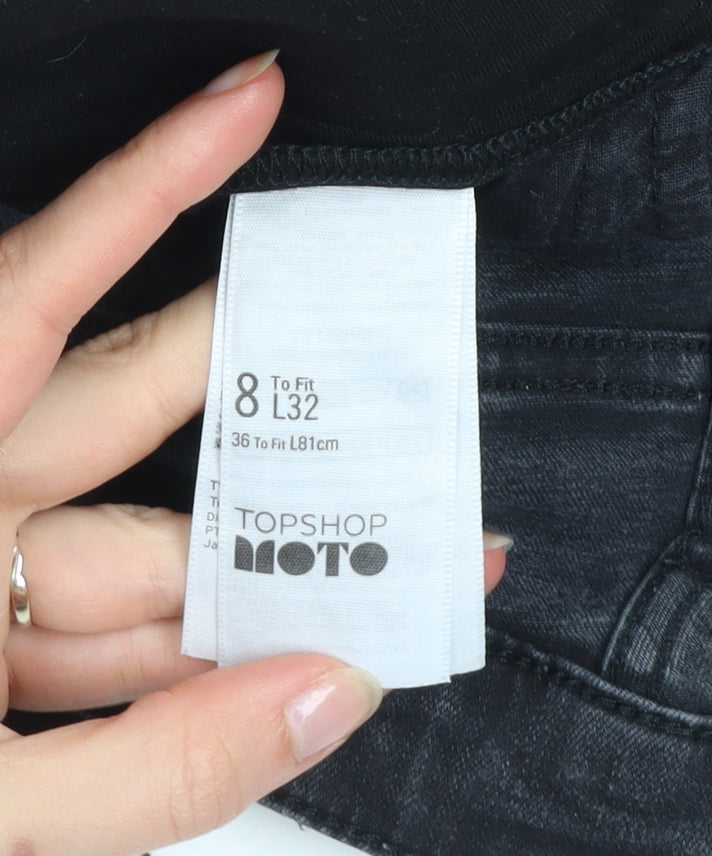 8 To Fit L32
36 To Fit L81cm
TOPSHOP
MOTO